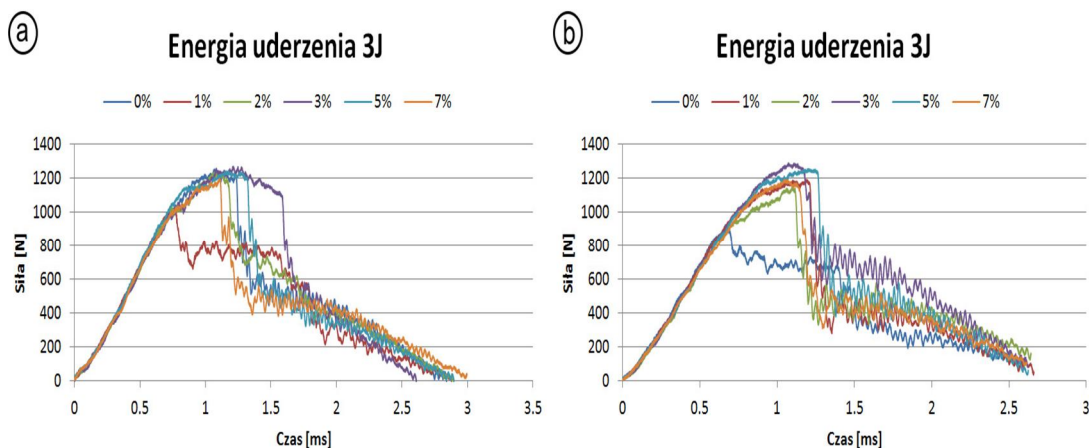 a
Energia uderzenia 3J
0% 1% 2% 3% 5% 7%
1400
1200
1000
800
600
400
200
0
Siła [N]
0 0.5 1 1.5 2 2.5 3 3.5
Czas [ms]
b
Energia uderzenia 3J
0% 1% 2% 3% 5% 7%
1400
1200
1000
800
600
400
200
0
Siła [N]
0 0.5 1 1.5 2 2.5 3
Czas [ms]